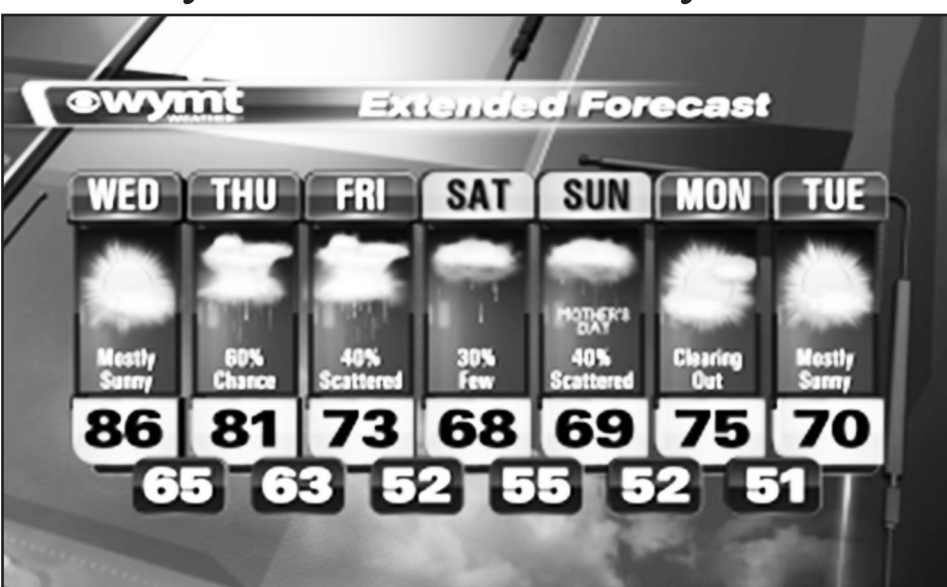 wymt Extended Forecast
WEATHER
WED THU FRI SAT SUN MON TUE
MOTHER'S
DAY
Mostly 60% 40% 30% 40% Clearing Mostly
Sunny Chance Scattered Few Scattered Out Sunny
86 81 73 68 69 75 70
65 63 52 55 52 51